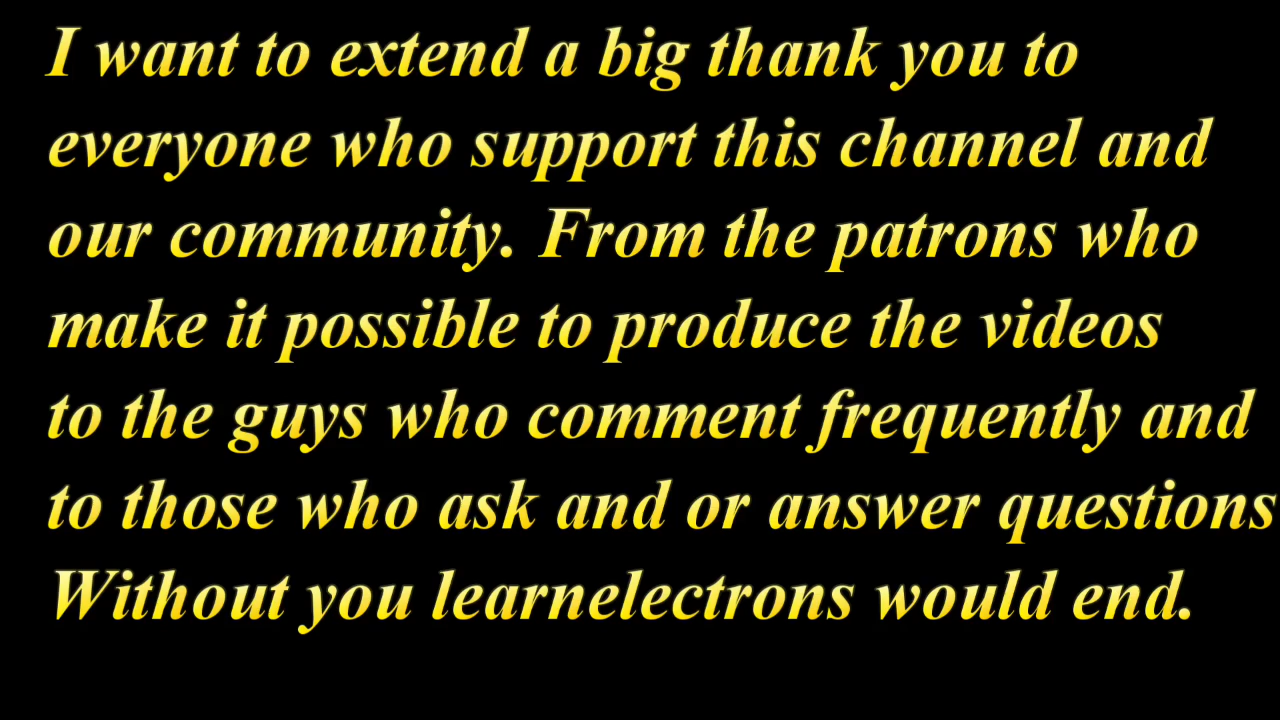 I want to extend a big thank you to
everyone who support this channel and
our community. From the patrons who
make it possible to produce the videos
to the guys who comment frequently and
to those who ask and or answer questions
Without you learnelectrons would end.